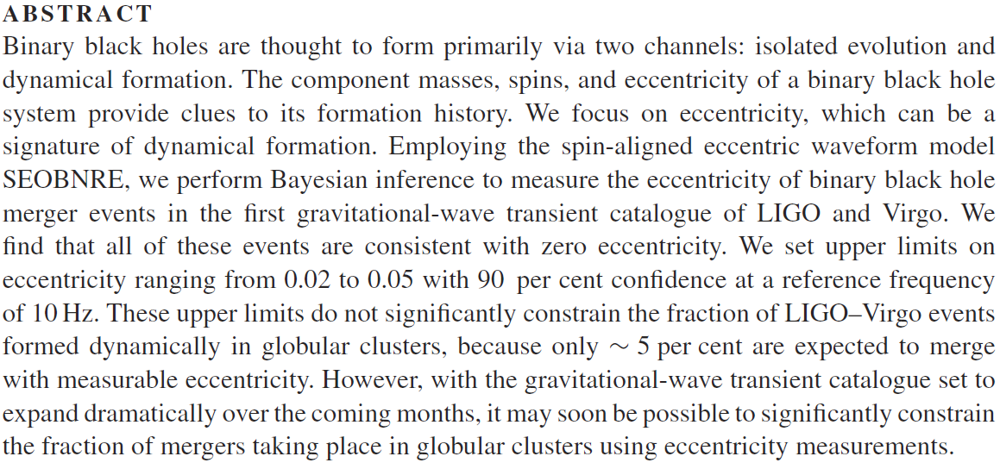 ABSTRACT
Binary black holes are thought to form primarily via two channels: isolated evolution and
dynamical formation. The component masses, spins, and eccentricity of a binary black hole
system provide clues to its formation history. We focus on eccentricity, which can be a
signature of dynamical formation. Employing the spin-aligned eccentric waveform model
SEOBNRE, we perform Bayesian inference to measure the eccentricity of binary black hole
merger events in the first gravitational-wave transient catalogue of LIGO and Virgo. We
find that all of these events are consistent with zero eccentricity. We set upper limits on
eccentricity ranging from 0.02 to 0.05 with 90 per cent confidence at a reference frequency
of 10 Hz. These upper limits do not significantly constrain the fraction of LIGO–Virgo events
formed dynamically in globular clusters, because only ∼ 5 per cent are expected to merge
with measurable eccentricity. However, with the gravitational-wave transient catalogue set to
expand dramatically over the coming months, it may soon be possible to significantly constrain
the fraction of mergers taking place in globular clusters using eccentricity measurements.